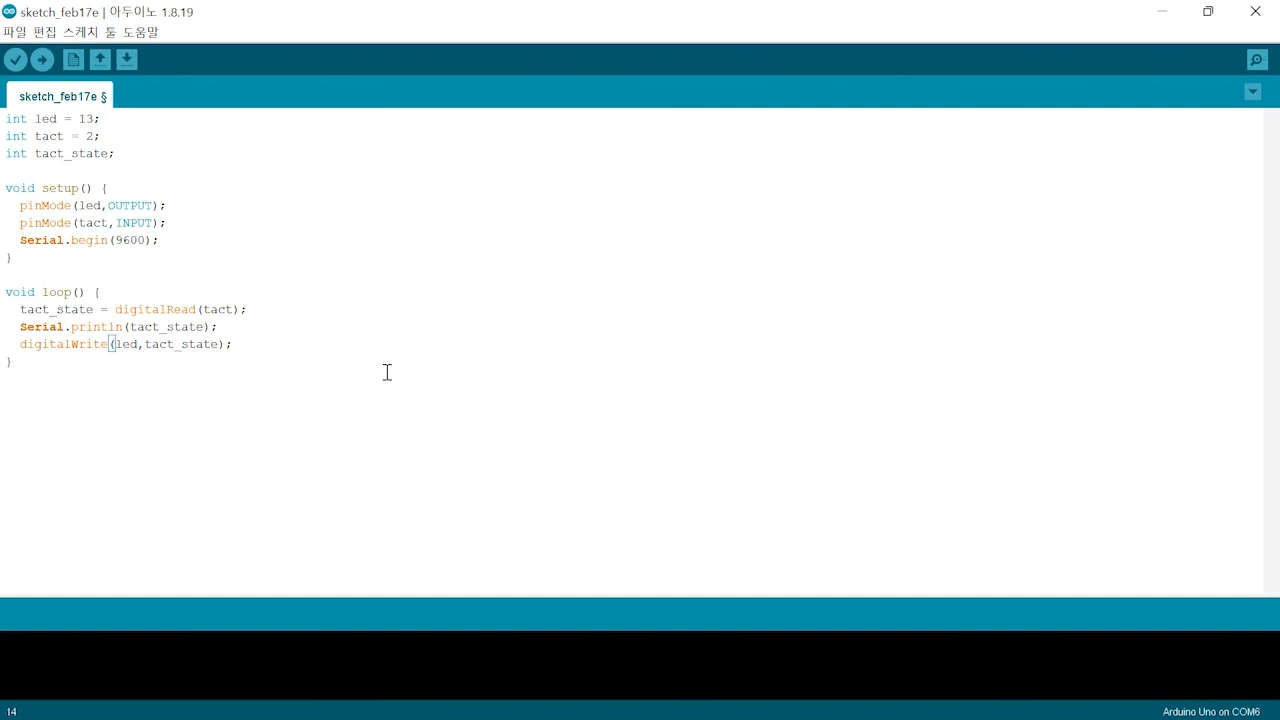 sketch_feb17e | 아두이노 1.8.19
파일 편집 스케치 툴 도움말
sketch_feb17e §
int led = 13;
int tact = 2;
int tact_state;
void setup() {
pinMode(led,OUTPUT);
pinMode(tact,INPUT);
Serial.begin(9600);
}
void loop() {
tact_state = digitalRead(tact);
Serial.println(tact_state);
digitalWrite(led,tact_state);
}
14
Arduino Uno on COM6